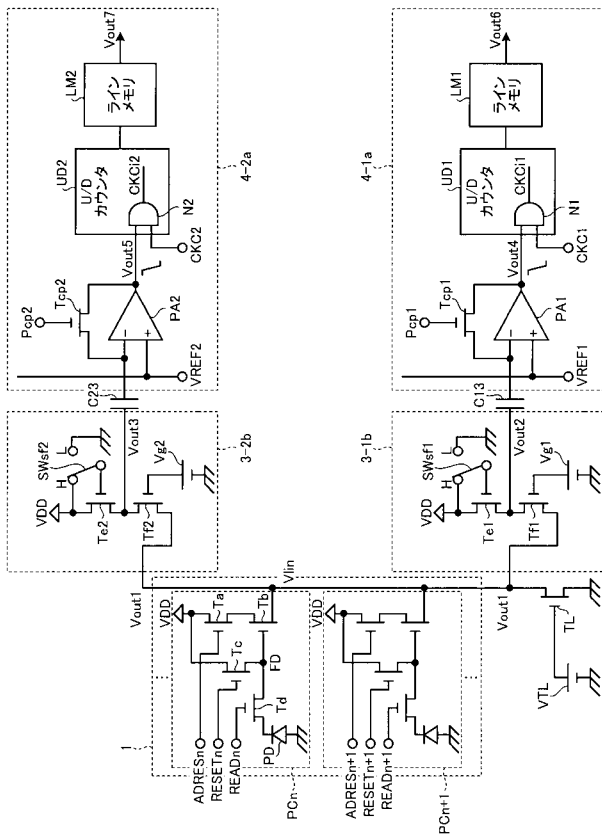 Vout7
LM2
ライン
メモリ
UD2
U/D
カウンタ
CKCi2
N2
Vout5
CKC2
4-2a
Pcp2
Tcp2
PA2
−
+
VREF2
C23
Vout3
3-2b
SWsf2
H
L
VDD
Te2
Tf2
Vg2
Vout1
Vout6
LM1
ライン
メモリ
UD1
U/D
カウンタ
CKCi1
N1
Vout4
CKC1
4-1a
Pcp1
Tcp1
PA1
−
+
VREF1
C13
Vout2
3-1b
SWsf1
H
L
VDD
Te1
Tf1
Vg1
Vout1
Vlin
1
VDD
Ta
Tb
Tc
FD
Td
PD
ADRESn
RESETn
READn
PCn
VDD
ADRESn+1
RESETn+1
READn+1
PCn+1
TL
VTL